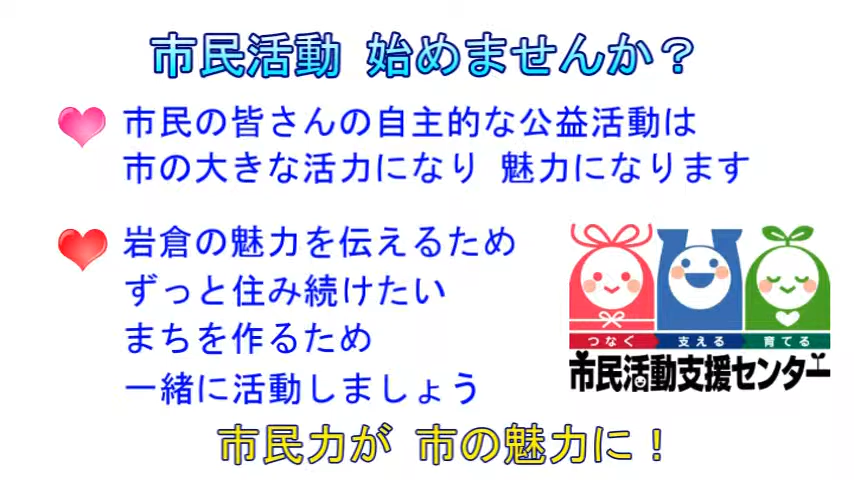 市民活動 始めませんか？
市民の皆さんの自主的な公益活動は
市の大きな活力になり 魅力になります
岩倉の魅力を伝えるため
ずっと住み続けたい
まちを作るため
一緒に活動しましょう
つなぐ 支える 育てる
市民活動支援センター
市民力が 市の魅力に！